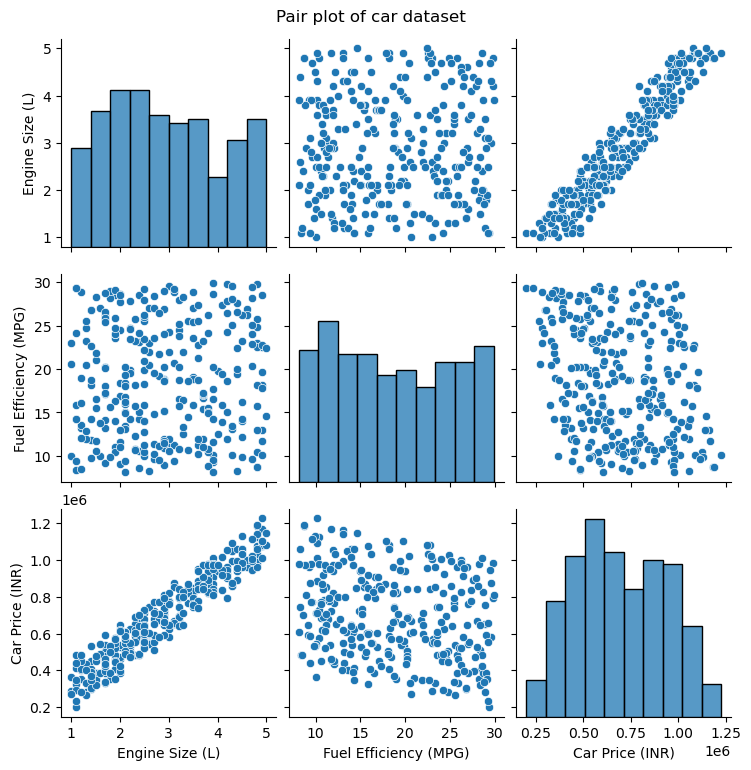 Pair plot of car dataset
Engine Size (L)
5
4
3
2
1
Fuel Efficiency (MPG)
30
25
20
15
10
1e6
Car Price (INR)
1.2
1.0
0.8
0.6
0.4
0.2
1 2 3 4 5
10 15 20 25 30
0.25 0.50 0.75 1.00 1.25
1e6
Engine Size (L)
Fuel Efficiency (MPG)
Car Price (INR)